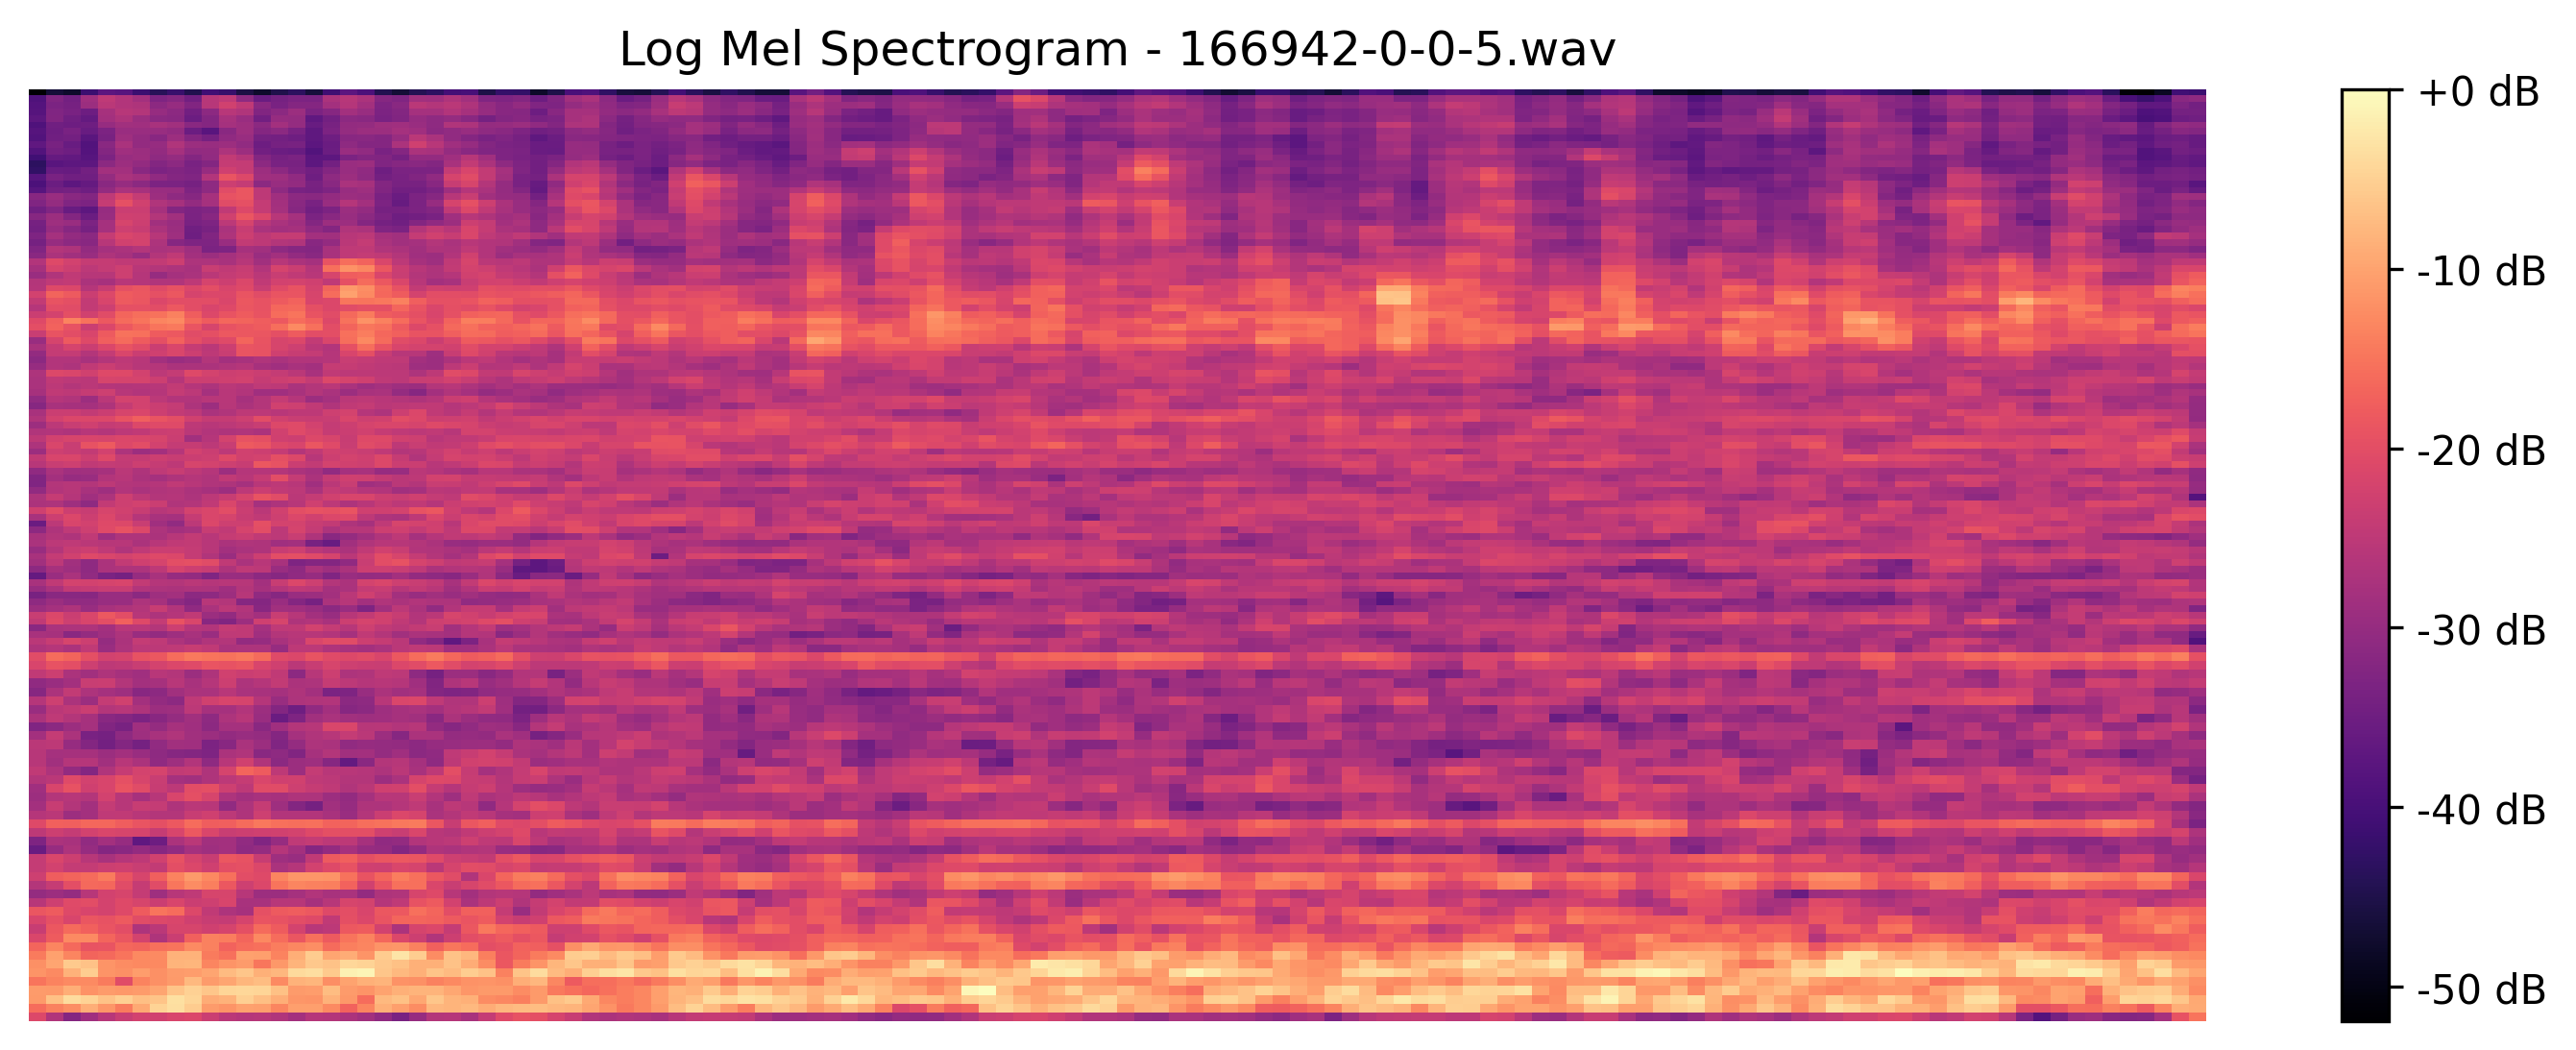 Log Mel Spectrogram - 166942-0-0-5.wav
+0 dB
-10 dB
-20 dB
-30 dB
-40 dB
-50 dB